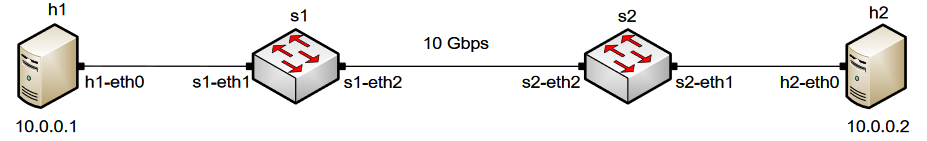 h1
s1
s2
h2
10 Gbps
h1-eth0
s1-eth1
s1-eth2
s2-eth2
s2-eth1
h2-eth0
10.0.0.1
10.0.0.2